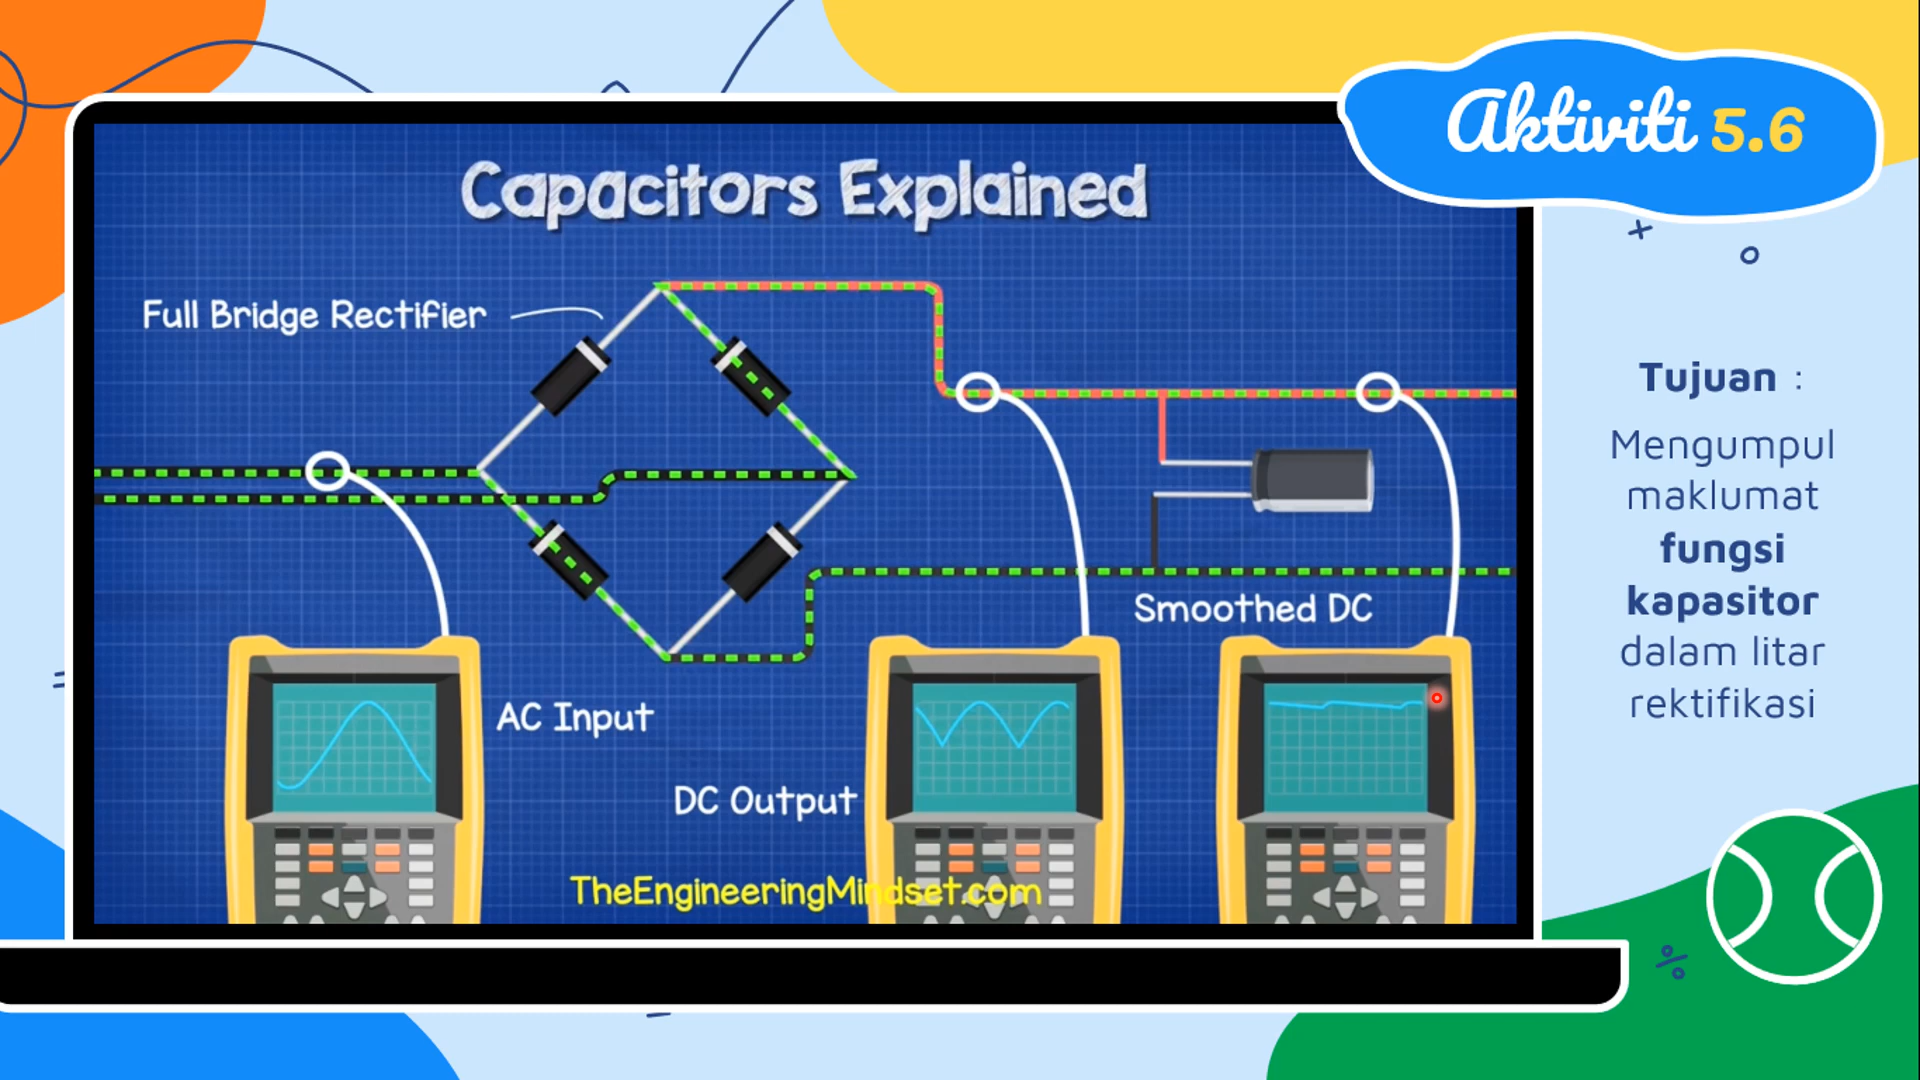 Aktiviti 5.6
Capacitors Explained
Full Bridge Rectifier
Smoothed DC
AC Input
DC Output
TheEngineeringMindset.com
Tujuan :
Mengumpul
maklumat
fungsi
kapasitor
dalam litar
rektifikasi